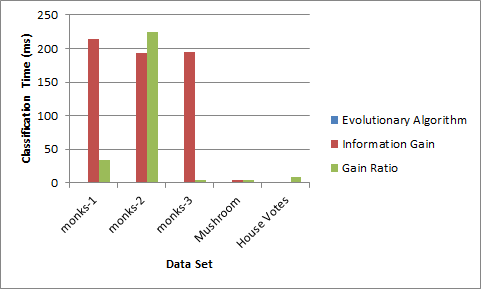 250
200
150
100
50
0
Classification Time (ms)
monks-1
monks-2
monks-3
Mushroom
House Votes
Data Set
Evolutionary Algorithm
Information Gain
Gain Ratio